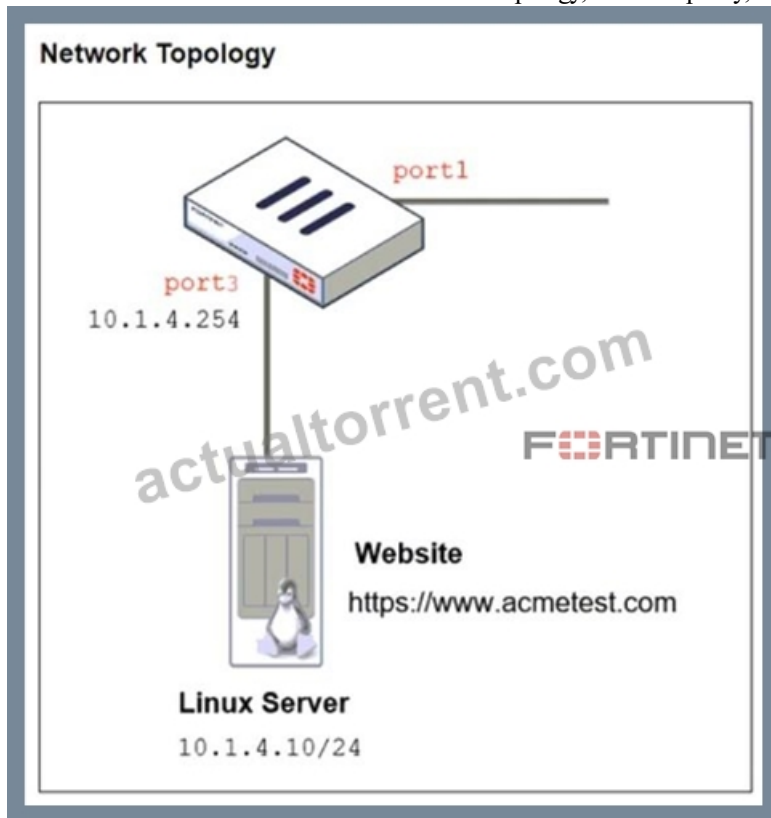 Network Topology
port1
port3
10.1.4.254
actualtorrent.com
FORTINET
Website
https://www.acmetest.com
Linux Server
10.1.4.10/24